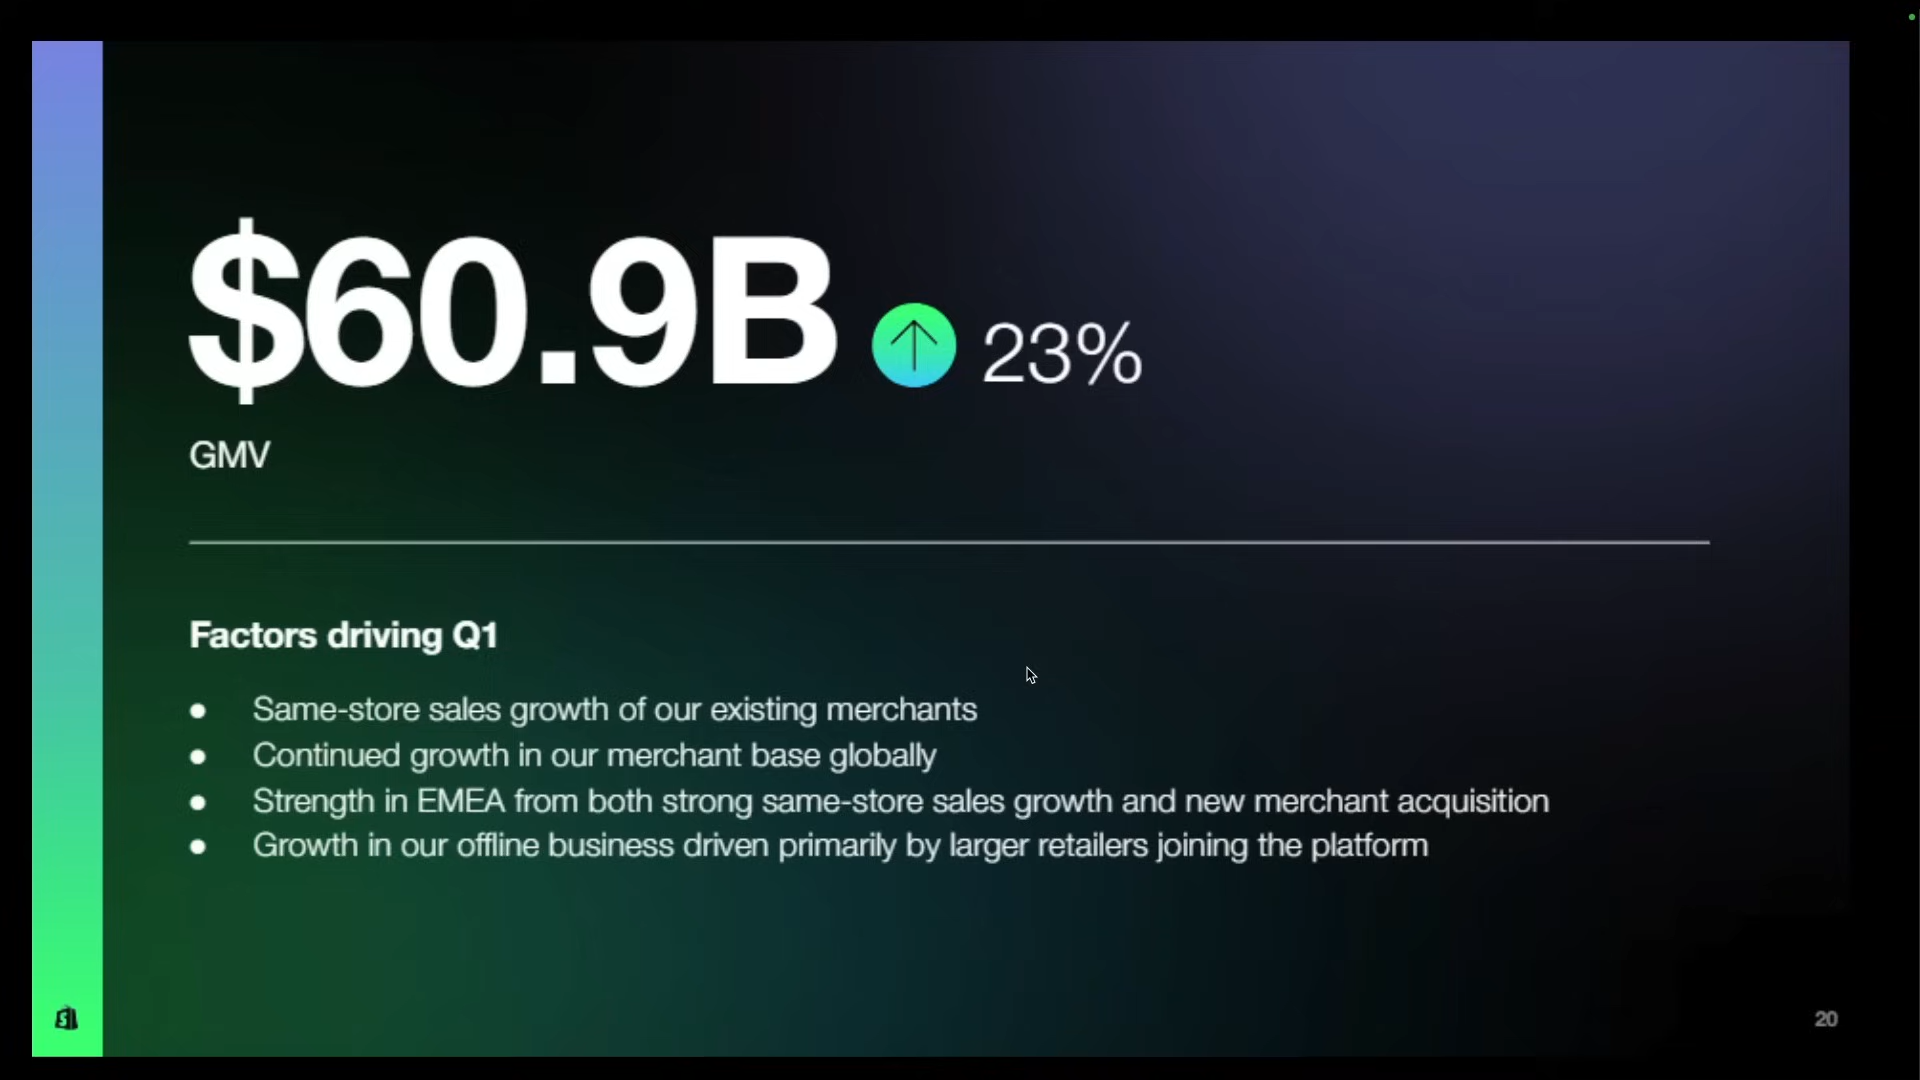 $60.9B 23%
GMV
Factors driving Q1
● Same-store sales growth of our existing merchants
● Continued growth in our merchant base globally
● Strength in EMEA from both strong same-store sales growth and new merchant acquisition
● Growth in our offline business driven primarily by larger retailers joining the platform
20